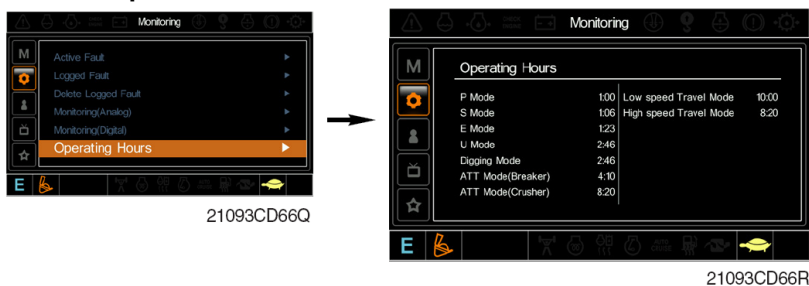 Monitoring
M
Active Fault
Logged Fault
Delete Logged Fault
Monitoring(Analog)
Monitoring(Digital)
Operating Hours
E
21093CD66Q
Monitoring
M
Operating Hours
P Mode 1:00 Low speed Travel Mode 10:00
S Mode 1:06 High speed Travel Mode 8:20
E Mode 1:23
U Mode 2:46
Digging Mode 2:46
ATT Mode(Breaker) 4:10
ATT Mode(Crusher) 8:20
E
AUTO
CRUISE
21093CD66R